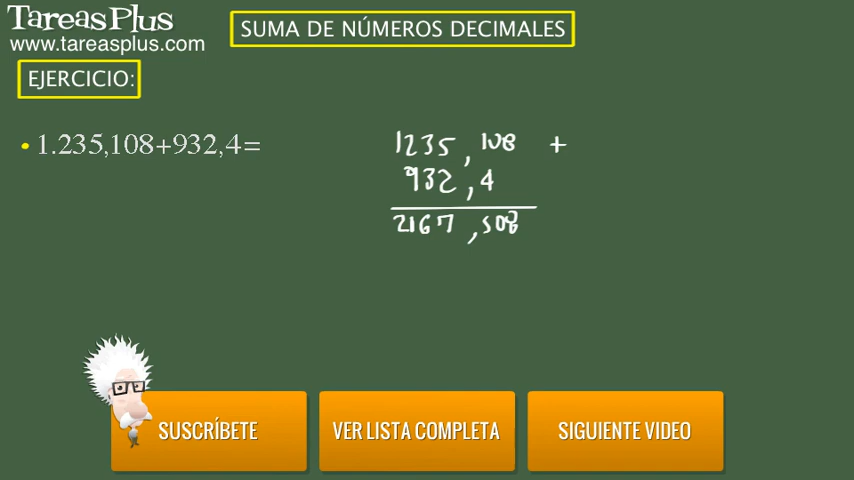 TareasPlus
www.tareasplus.com
SUMA DE NÚMEROS DECIMALES
EJERCICIO:
• 1.235,108+932,4=
1235,108 +
932,4
2167,508
SUSCRÍBETE
VER LISTA COMPLETA
SIGUIENTE VIDEO